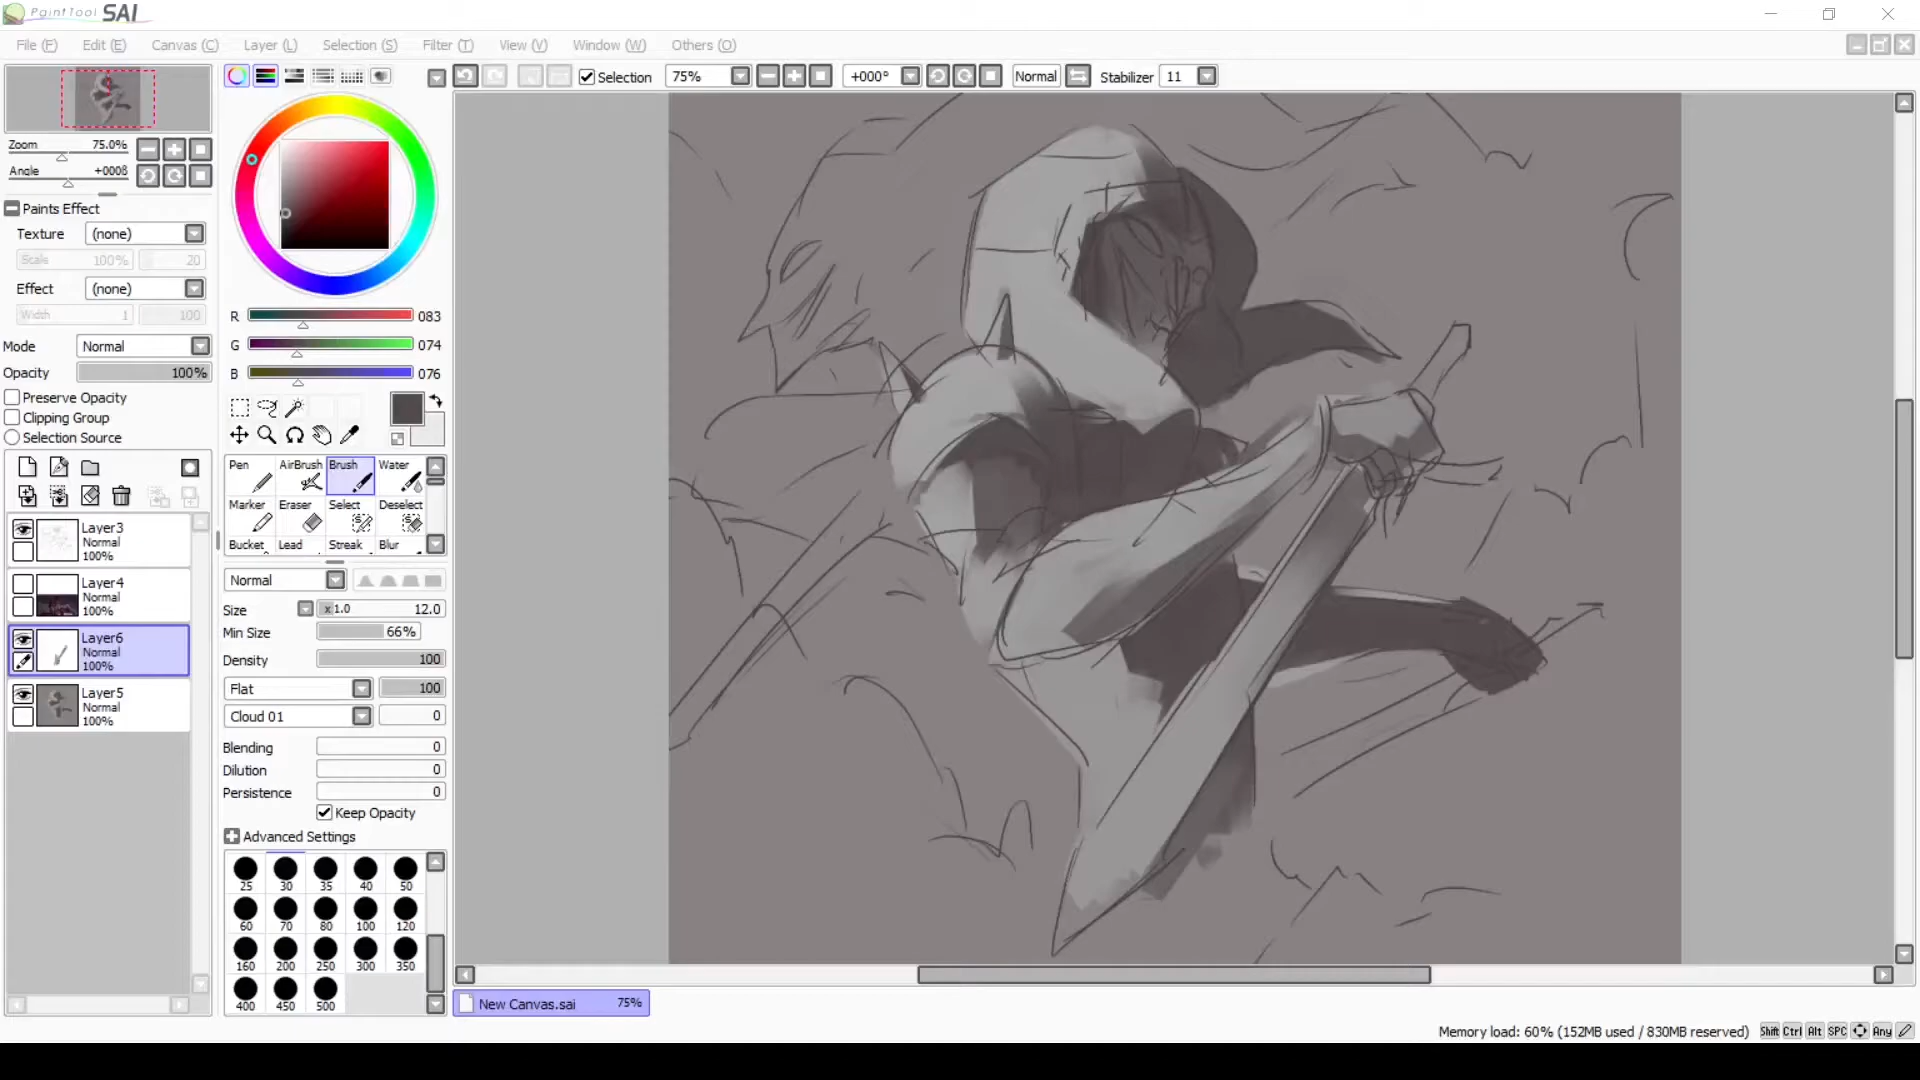 PaintTool SAI
File (F) Edit (E) Canvas (C) Layer (L) Selection (S) Filter (T) View (V) Window (W) Others (O)
Selection 75% +000° Normal Stabilizer 11
Zoom 75.0%
Angle +000ß
Paints Effect
Texture (none)
Scale 100% 20
Effect (none)
Width 1 100
Mode Normal
Opacity 100%
Preserve Opacity
Clipping Group
Selection Source
Layer3
Normal
100%
Layer4
Normal
100%
Layer6
Normal
100%
Layer5
Normal
100%
R 083
G 074
B 076
Pen AirBrush Brush Water
Marker Eraser Select Deselect
Bucket Lead Streak Blur
Normal
Size x1.0 12.0
Min Size 66%
Density 100
Flat 100
Cloud 01 0
Blending 0
Dilution 0
Persistence 0
Keep Opacity
Advanced Settings
25 30 35 40 50
60 70 80 100 120
160 200 250 300 350
400 450 500
New Canvas.sai 75%
Memory load: 60% (152MB used / 830MB reserved) Shift Ctrl Alt SPC Any